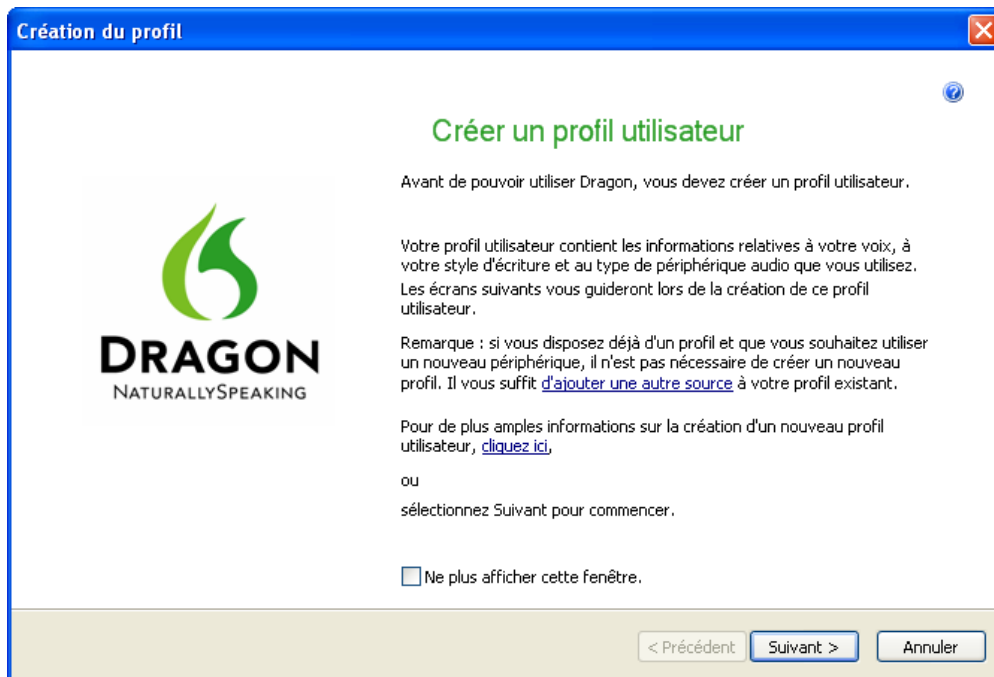 Création du profil
Créer un profil utilisateur
Avant de pouvoir utiliser Dragon, vous devez créer un profil utilisateur.
Votre profil utilisateur contient les informations relatives à votre voix, à
votre style d'écriture et au type de périphérique audio que vous utilisez.
Les écrans suivants vous guideront lors de la création de ce profil
utilisateur.
Remarque : si vous disposez déjà d'un profil et que vous souhaitez utiliser
un nouveau périphérique, il n'est pas nécessaire de créer un nouveau
profil. Il vous suffit d'ajouter une autre source à votre profil existant.
Pour de plus amples informations sur la création d'un nouveau profil
utilisateur, cliquez ici,
ou
sélectionnez Suivant pour commencer.
DRAGON
NATURALLYSPEAKING
Ne plus afficher cette fenêtre.
< Précédent
Suivant >
Annuler